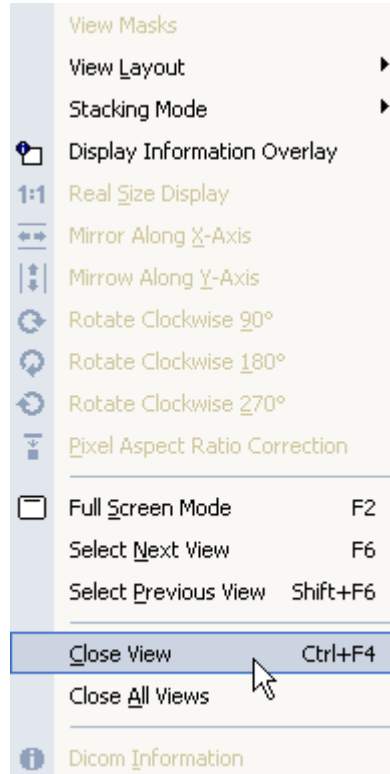 View Masks
View Layout
Stacking Mode
Display Information Overlay
1:1 Real Size Display
Mirror Along X-Axis
Mirrow Along Y-Axis
Rotate Clockwise 90°
Rotate Clockwise 180°
Rotate Clockwise 270°
Pixel Aspect Ratio Correction
Full Screen Mode F2
Select Next View F6
Select Previous View Shift+F6
Close View Ctrl+F4
Close All Views
Dicom Information